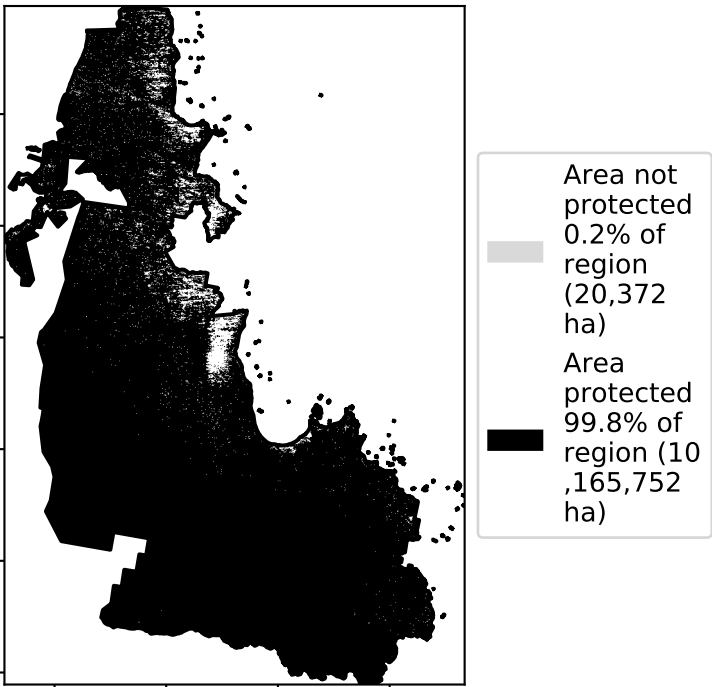 Area not
protected
0.2% of
region
(20,372
ha)
Area
protected
99.8% of
region (10
,165,752
ha)